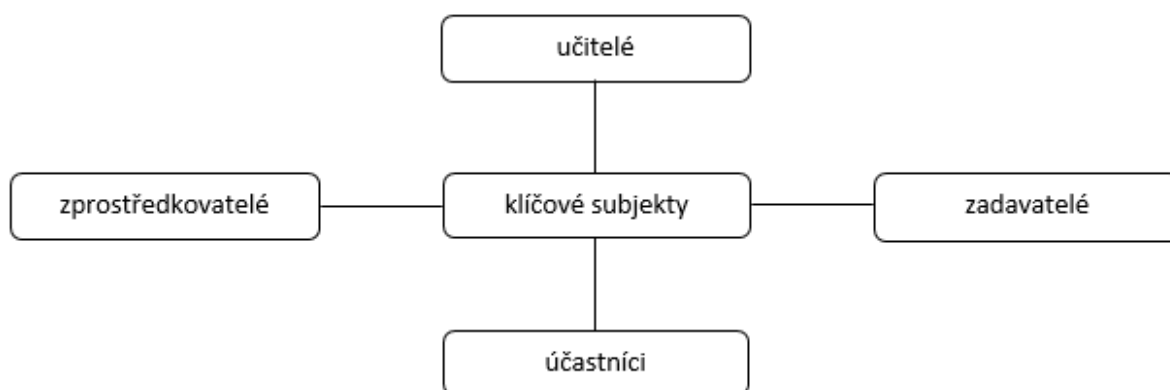 učitelé
zprostředkovatelé
klíčové subjekty
zadavatelé
účastníci